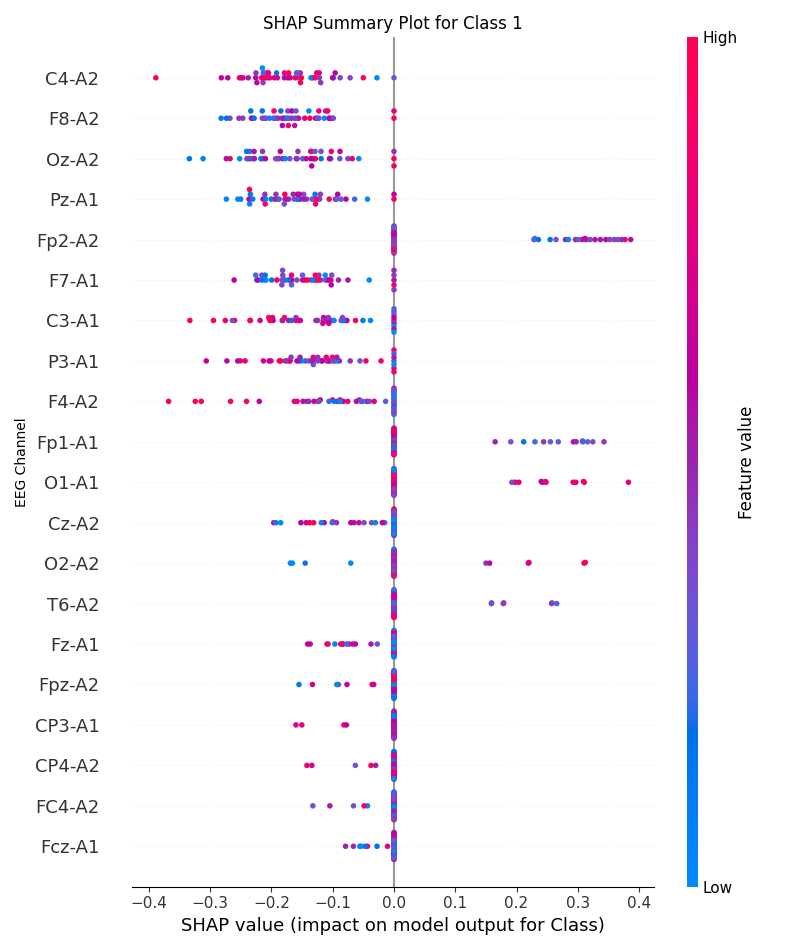 SHAP Summary Plot for Class 1
High
C4-A2
F8-A2
Oz-A2
Pz-A1
Fp2-A2
F7-A1
C3-A1
P3-A1
F4-A2
Fp1-A1
O1-A1
Cz-A2
O2-A2
T6-A2
Fz-A1
Fpz-A2
CP3-A1
CP4-A2
FC4-A2
Fcz-A1
EEG Channel
Feature value
Low
−0.4 −0.3 −0.2 −0.1 0.0 0.1 0.2 0.3 0.4
SHAP value (impact on model output for Class)